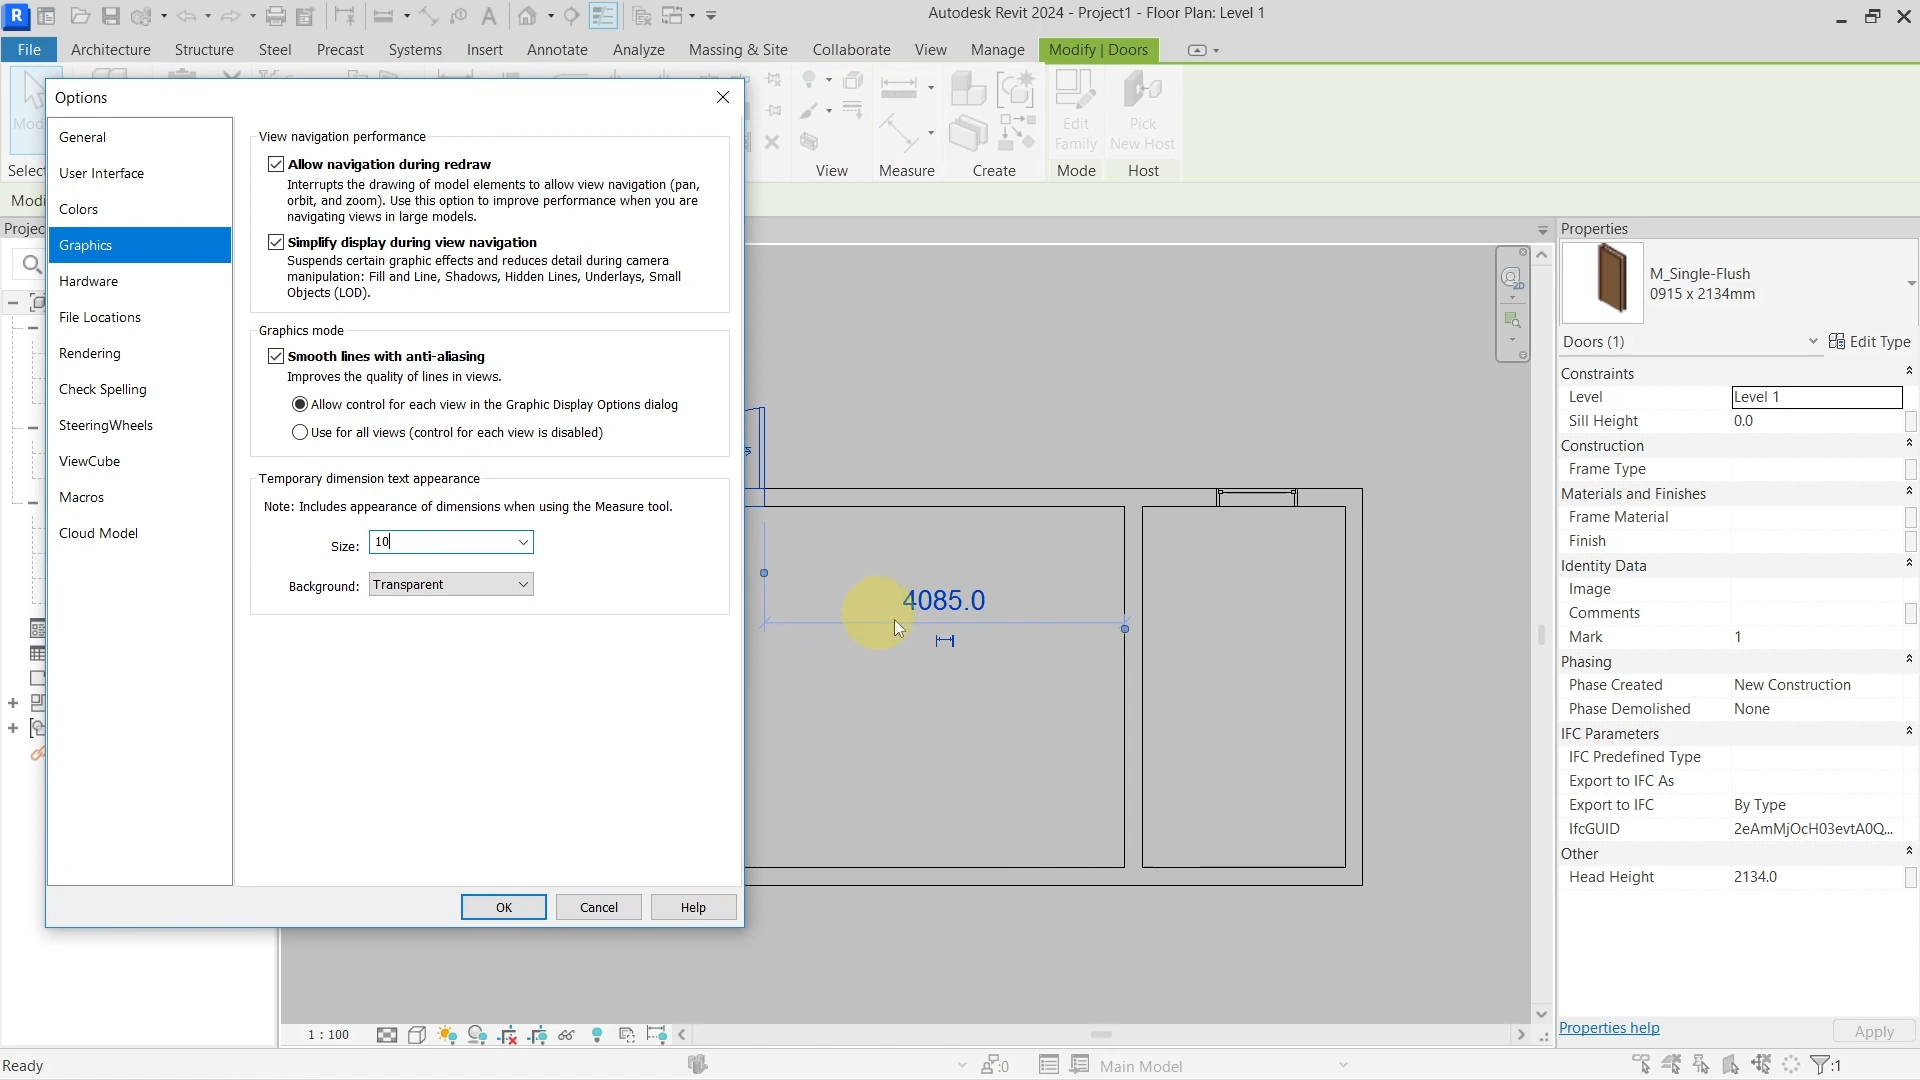 Autodesk Revit 2024 - Project1 - Floor Plan: Level 1
File Architecture Structure Steel Precast Systems Insert Annotate Analyze Massing & Site Collaborate View Manage Modify | Doors
Edit Family
Pick New Host
Selec View Measure Create Mode Host
Modi
Projec
Options
General
User Interface
Colors
Graphics
Hardware
File Locations
Rendering
Check Spelling
SteeringWheels
ViewCube
Macros
Cloud Model
View navigation performance
Allow navigation during redraw
Interrupts the drawing of model elements to allow view navigation (pan,
orbit, and zoom). Use this option to improve performance when you are
navigating views in large models.
Simplify display during view navigation
Suspends certain graphic effects and reduces detail during camera
manipulation: Fill and Line, Shadows, Hidden Lines, Underlays, Small
Objects (LOD).
Graphics mode
Smooth lines with anti-aliasing
Improves the quality of lines in views.
Allow control for each view in the Graphic Display Options dialog
Use for all views (control for each view is disabled)
Temporary dimension text appearance
Note: Includes appearance of dimensions when using the Measure tool.
Size: 10
Background: Transparent
OK Cancel Help
4085.0
2D
Properties
M_Single-Flush
0915 x 2134mm
Doors (1) Edit Type
Constraints
Level Level 1
Sill Height 0.0
Construction
Frame Type
Materials and Finishes
Frame Material
Finish
Identity Data
Image
Comments
Mark 1
Phasing
Phase Created New Construction
Phase Demolished None
IFC Parameters
IFC Predefined Type
Export to IFC As
Export to IFC By Type
IfcGUID 2eAmMjOcH03evtA0Q...
Other
Head Height 2134.0
Properties help Apply
1 : 100
Ready :0 Main Model :1